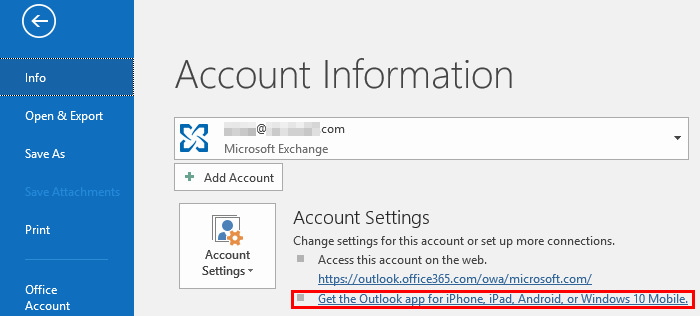 Info
Open & Export
Save As
Save Attachments
Print
Office
Account
Account Information
@ com
Microsoft Exchange
+ Add Account
Account
Settings
Account Settings
Change settings for this account or set up more connections.
Access this account on the web.
https://outlook.office365.com/owa/microsoft.com/
Get the Outlook app for iPhone, iPad, Android, or Windows 10 Mobile.